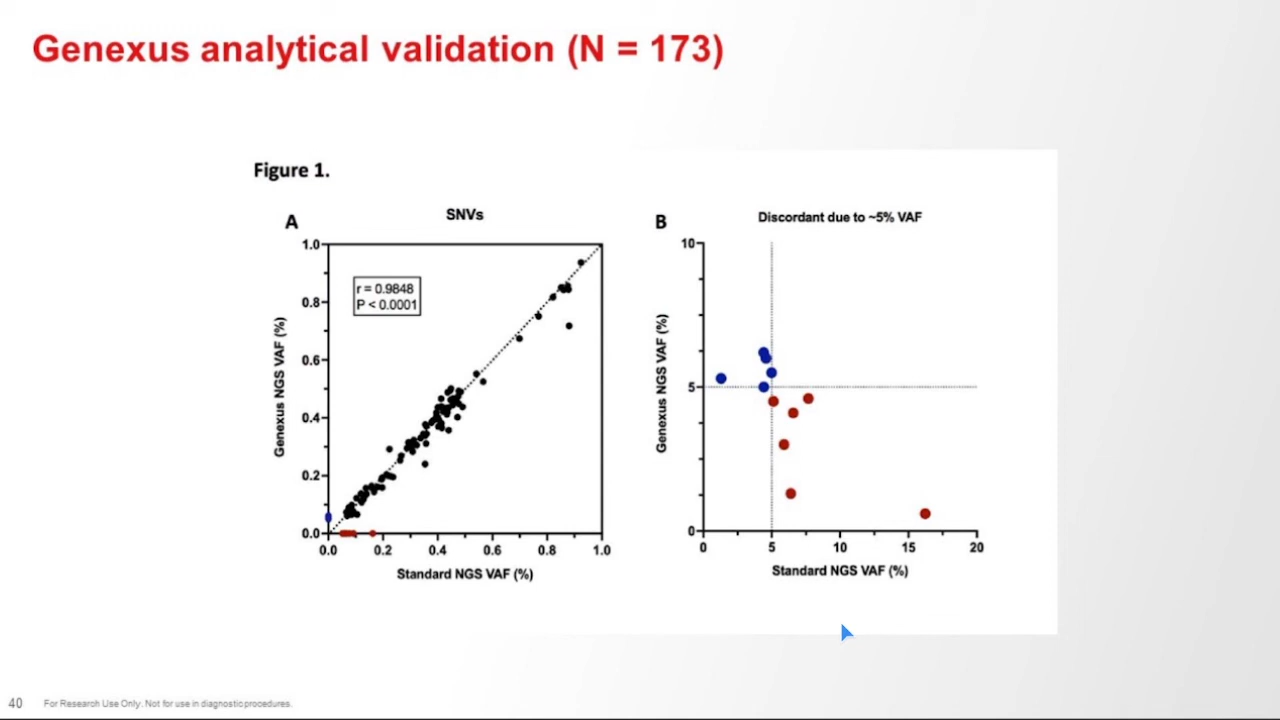 Genexus analytical validation (N = 173)
Figure 1.
A
SNVs
r = 0.9848
P < 0.0001
1.0
0.8
0.6
0.4
0.2
0.0
Genexus NGS VAF (%)
0.0 0.2 0.4 0.6 0.8 1.0
Standard NGS VAF (%)
B
Discordant due to ~5% VAF
10
5
0
Genexus NGS VAF (%)
0 5 10 15 20
Standard NGS VAF (%)
40 For Research Use Only. Not for use in diagnostic procedures.